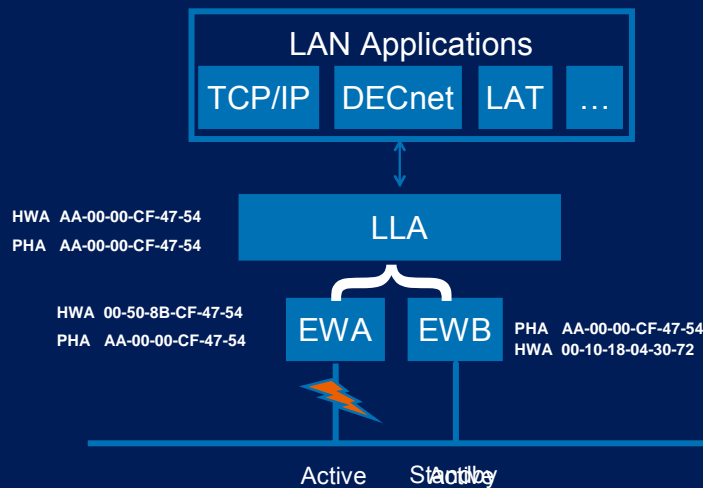 LAN Applications
TCP/IP DECnet LAT …
HWA AA-00-00-CF-47-54
PHA AA-00-00-CF-47-54
LLA
HWA 00-50-8B-CF-47-54
PHA AA-00-00-CF-47-54
EWA EWB
PHA AA-00-00-CF-47-54
HWA 00-10-18-04-30-72
Active Standby Active